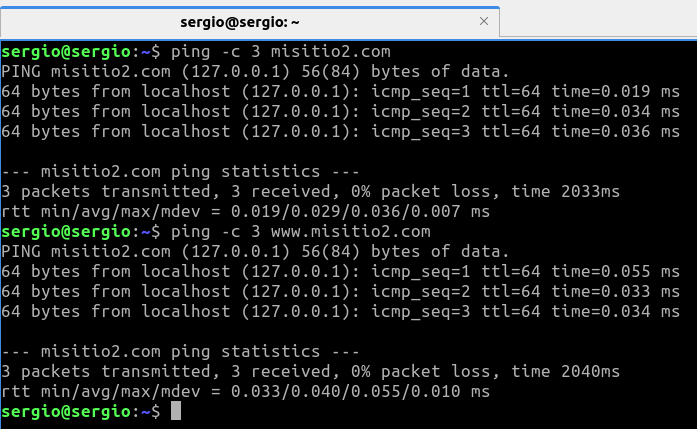 sergio@sergio: ~
sergio@sergio:~$ ping -c 3 misitio2.com
PING misitio2.com (127.0.0.1) 56(84) bytes of data.
64 bytes from localhost (127.0.0.1): icmp_seq=1 ttl=64 time=0.019 ms
64 bytes from localhost (127.0.0.1): icmp_seq=2 ttl=64 time=0.034 ms
64 bytes from localhost (127.0.0.1): icmp_seq=3 ttl=64 time=0.036 ms
--- misitio2.com ping statistics ---
3 packets transmitted, 3 received, 0% packet loss, time 2033ms
rtt min/avg/max/mdev = 0.019/0.029/0.036/0.007 ms
sergio@sergio:~$ ping -c 3 www.misitio2.com
PING misitio2.com (127.0.0.1) 56(84) bytes of data.
64 bytes from localhost (127.0.0.1): icmp_seq=1 ttl=64 time=0.055 ms
64 bytes from localhost (127.0.0.1): icmp_seq=2 ttl=64 time=0.033 ms
64 bytes from localhost (127.0.0.1): icmp_seq=3 ttl=64 time=0.034 ms
--- misitio2.com ping statistics ---
3 packets transmitted, 3 received, 0% packet loss, time 2040ms
rtt min/avg/max/mdev = 0.033/0.040/0.055/0.010 ms
sergio@sergio:~$